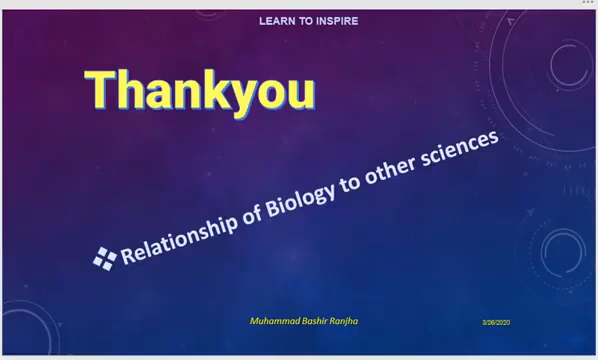 LEARN TO INSPIRE
Thankyou
❖ Relationship of Biology to other sciences
Muhammad Bashir Ranjha
3/26/2020